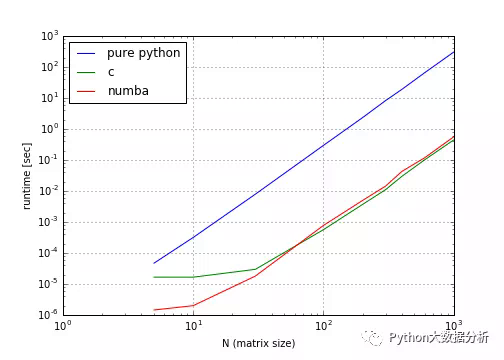 pure python
c
numba
10³
10²
10¹
10⁰
10⁻¹
10⁻²
10⁻³
10⁻⁴
10⁻⁵
10⁻⁶
runtime [sec]
10⁰ 10¹ 10² 10³
N (matrix size)
Python大数据分析